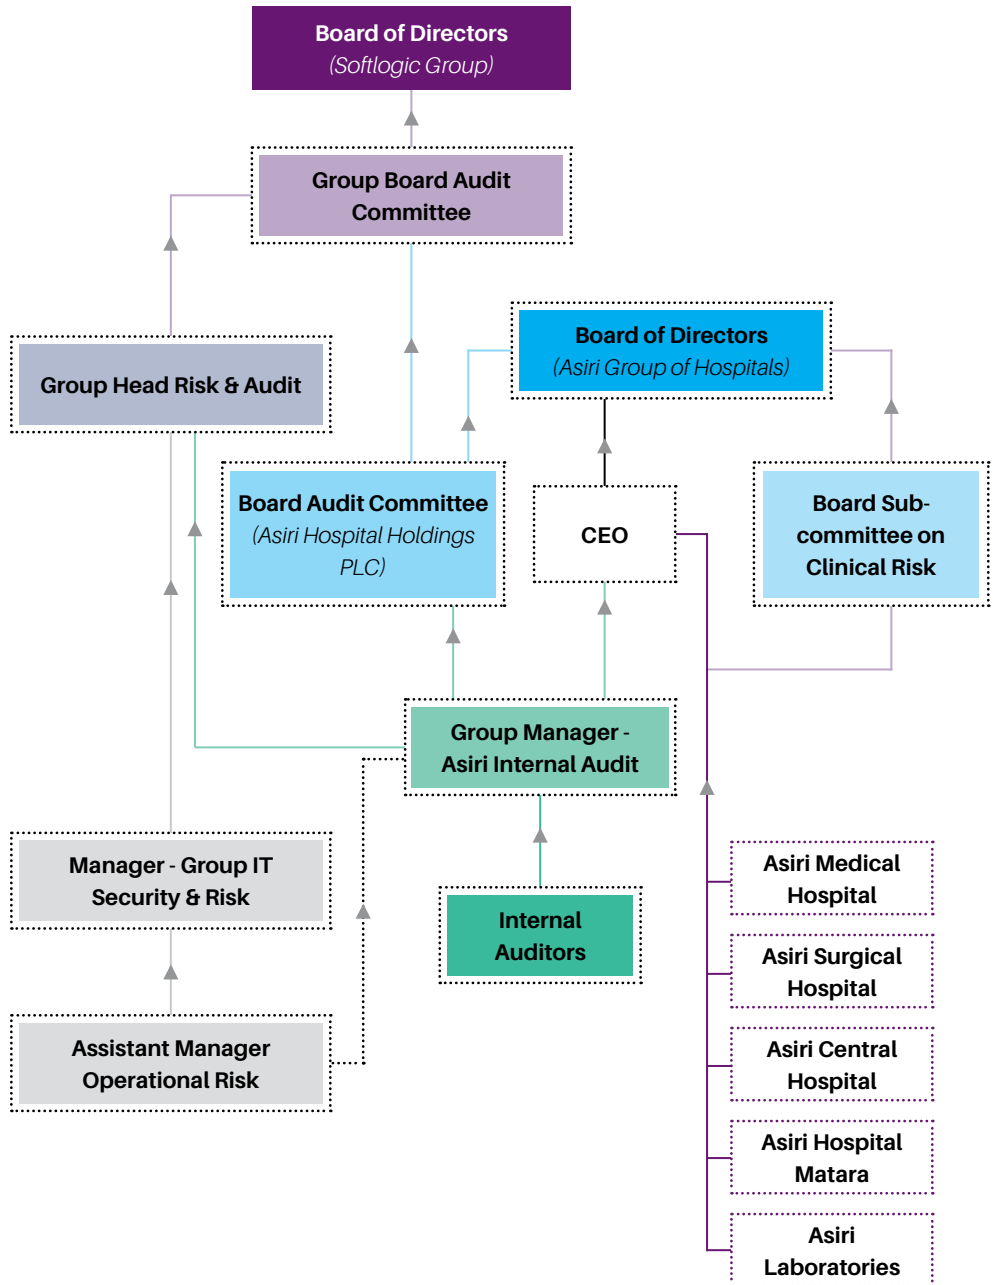 Board of Directors
(Softlogic Group)
Group Board Audit
Committee
Board of Directors
(Asiri Group of Hospitals)
Group Head Risk & Audit
Board Audit Committee
(Asiri Hospital Holdings
PLC)
CEO
Board Sub-
committee on
Clinical Risk
Group Manager -
Asiri Internal Audit
Manager - Group IT
Security & Risk
Internal
Auditors
Assistant Manager
Operational Risk
Asiri Medical
Hospital
Asiri Surgical
Hospital
Asiri Central
Hospital
Asiri Hospital
Matara
Asiri
Laboratories